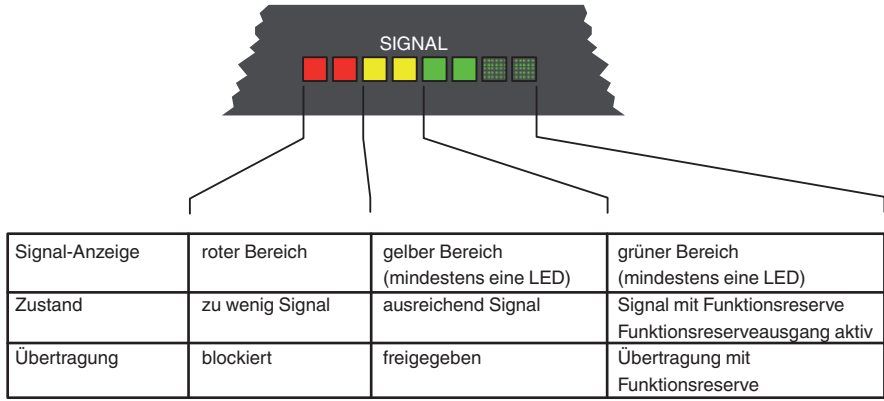 SIGNAL
Signal-Anzeige
roter Bereich
gelber Bereich
(mindestens eine LED)
grüner Bereich
(mindestens eine LED)
Zustand
zu wenig Signal
ausreichend Signal
Signal mit Funktionsreserve
Funktionsreserveausgang aktiv
Übertragung
blockiert
freigegeben
Übertragung mit
Funktionsreserve